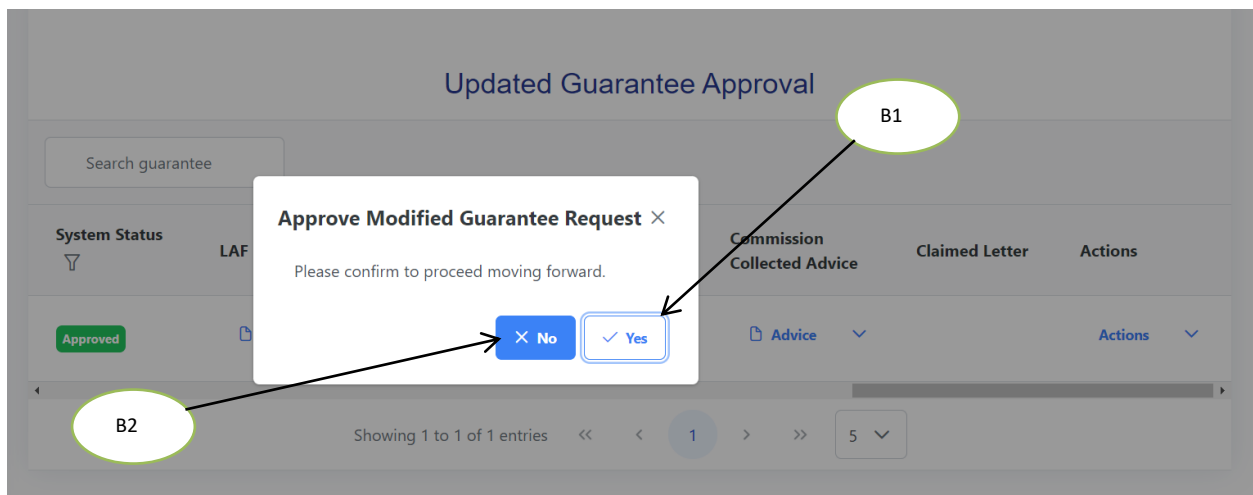 Updated Guarantee Approval
B1
Search guarantee
Approve Modified Guarantee Request
System Status
LAF
Commission
Collected Advice
Claimed Letter
Actions
Please confirm to proceed moving forward.
Approved
No
Yes
Advice
Actions
B2
Showing 1 to 1 of 1 entries
1
5